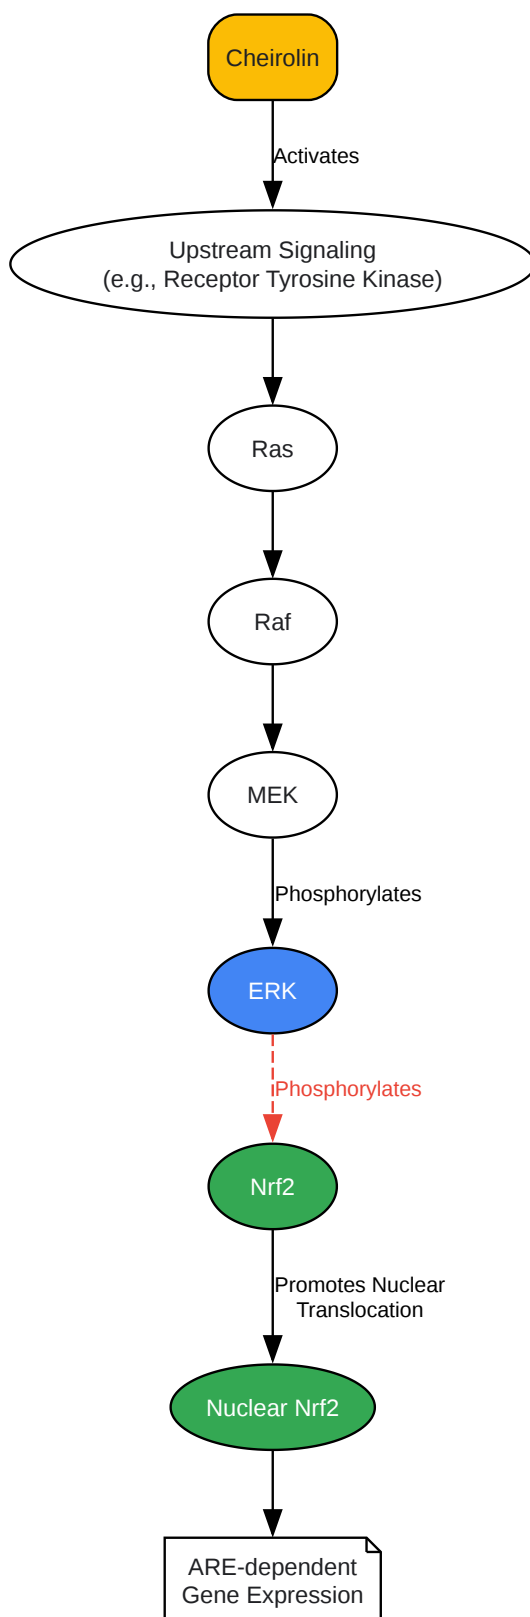 Cheirolin
Activates
Upstream Signaling
(e.g., Receptor Tyrosine Kinase)
Ras
Raf
MEK
Phosphorylates
ERK
Phosphorylates
Nrf2
Promotes Nuclear
Translocation
Nuclear Nrf2
ARE-dependent
Gene Expression